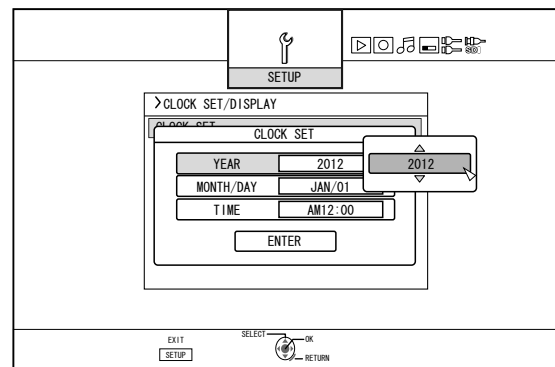 SETUP
CLOCK SET/DISPLAY
CLOCK SET
CLOCK SET
YEAR 2012
2012
MONTH/DAY JAN/01
TIME AM12:00
ENTER
EXIT
SETUP
SELECT
OK
RETURN